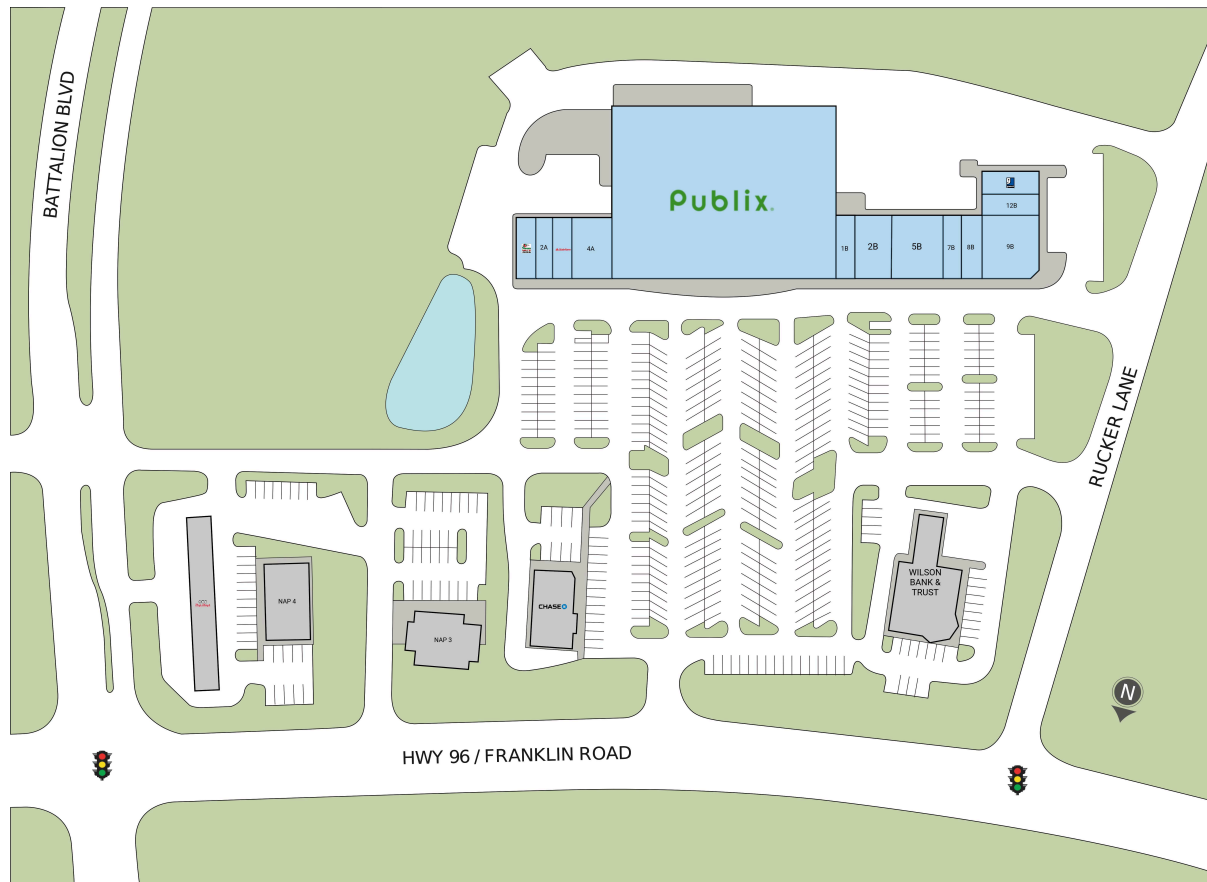 BATTALION BLVD
Publix.
12B
2A
4A
1B
2B
5B
7B
8B
9B
RUCKER LANE
WILSON
BANK &
TRUST
NAP 4
CHASE
NAP 3
N
HWY 96 / FRANKLIN ROAD